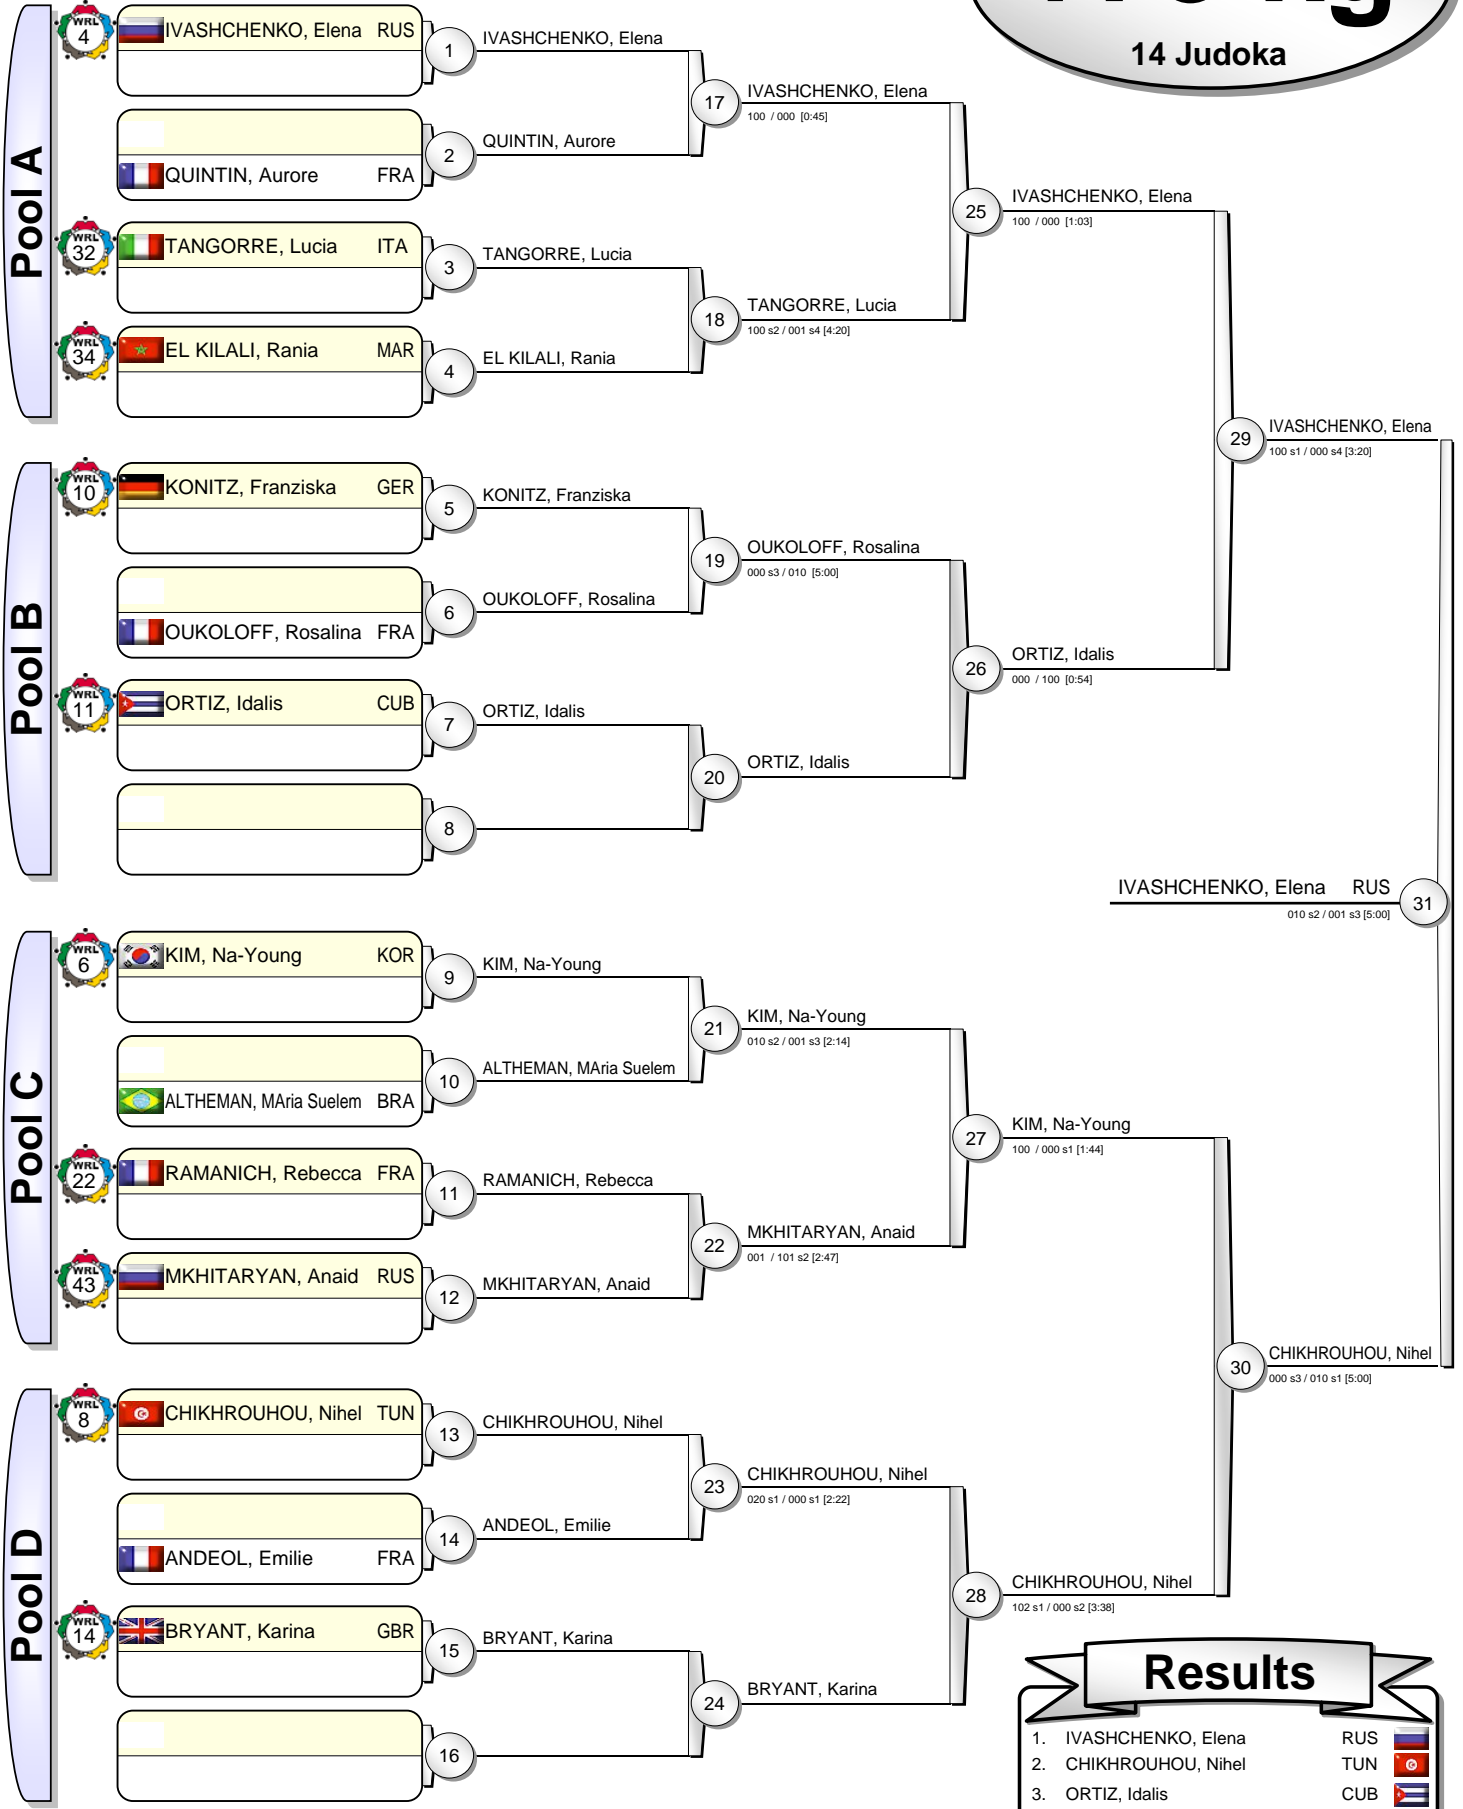 14 Judoka
Pool A
WRL 4 IVASHCHENKO, Elena RUS
QUINTIN, Aurore FRA
WRL 32 TANGORRE, Lucia ITA
WRL 34 EL KILALI, Rania MAR
1 IVASHCHENKO, Elena
2 QUINTIN, Aurore
3 TANGORRE, Lucia
4 EL KILALI, Rania
17 IVASHCHENKO, Elena
100 / 000 [0:45]
18 TANGORRE, Lucia
100 s2 / 001 s4 [4:20]
25 IVASHCHENKO, Elena
100 / 000 [1:03]
Pool B
WRL 10 KONITZ, Franziska GER
OUKOLOFF, Rosalina FRA
WRL 11 ORTIZ, Idalis CUB
5 KONITZ, Franziska
6 OUKOLOFF, Rosalina
7 ORTIZ, Idalis
8
19 OUKOLOFF, Rosalina
000 s3 / 010 [5:00]
20 ORTIZ, Idalis
26 ORTIZ, Idalis
000 / 100 [0:54]
29 IVASHCHENKO, Elena
100 s1 / 000 s4 [3:20]
IVASHCHENKO, Elena RUS 31
010 s2 / 001 s3 [5:00]
Pool C
WRL 6 KIM, Na-Young KOR
ALTHEMAN, MAria Suelem BRA
WRL 22 RAMANICH, Rebecca FRA
WRL 43 MKHITARYAN, Anaid RUS
9 KIM, Na-Young
10 ALTHEMAN, MAria Suelem
11 RAMANICH, Rebecca
12 MKHITARYAN, Anaid
21 KIM, Na-Young
010 s2 / 001 s3 [2:14]
22 MKHITARYAN, Anaid
001 / 101 s2 [2:47]
27 KIM, Na-Young
100 / 000 s1 [1:44]
Pool D
WRL 8 CHIKHROUHOU, Nihel TUN
ANDEOL, Emilie FRA
WRL 14 BRYANT, Karina GBR
13 CHIKHROUHOU, Nihel
14 ANDEOL, Emilie
15 BRYANT, Karina
16
23 CHIKHROUHOU, Nihel
020 s1 / 000 s1 [2:22]
24 BRYANT, Karina
28 CHIKHROUHOU, Nihel
102 s1 / 000 s2 [3:38]
30 CHIKHROUHOU, Nihel
000 s3 / 010 s1 [5:00]
Results
1. IVASHCHENKO, Elena RUS
2. CHIKHROUHOU, Nihel TUN
3. ORTIZ, Idalis CUB